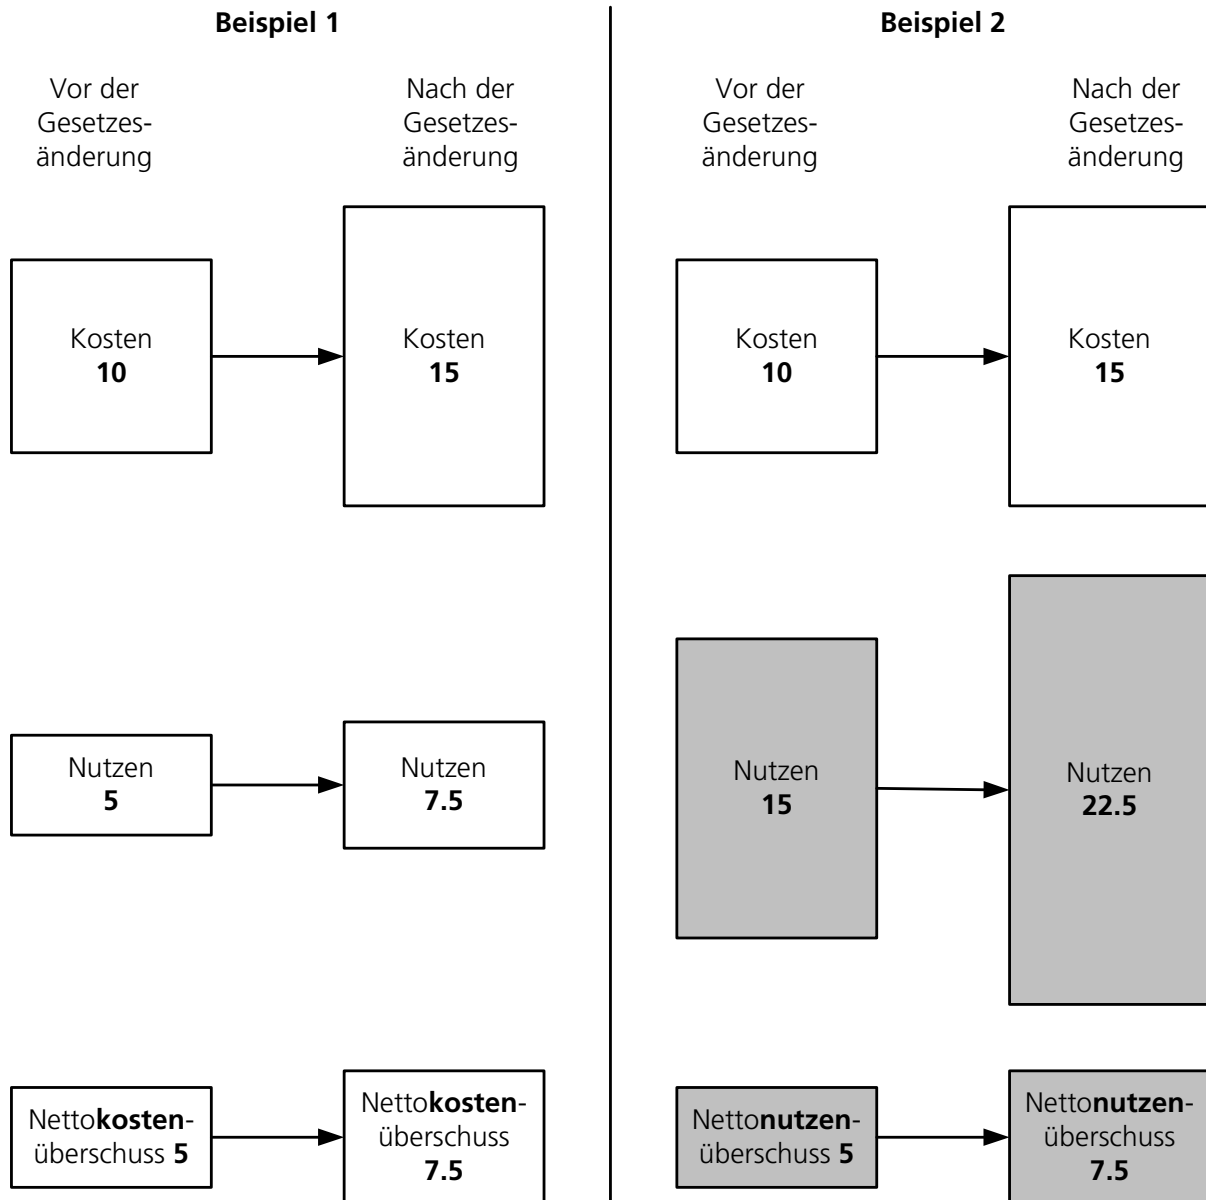 Beispiel 1
Vor der
Gesetzes-
änderung
Nach der
Gesetzes-
änderung
Kosten
10
Kosten
15
Nutzen
5
Nutzen
7.5
Nettokosten-
überschuss 5
Nettokosten-
überschuss
7.5
Beispiel 2
Vor der
Gesetzes-
änderung
Nach der
Gesetzes-
änderung
Kosten
10
Kosten
15
Nutzen
15
Nutzen
22.5
Nettonutzen-
überschuss 5
Nettonutzen-
überschuss
7.5